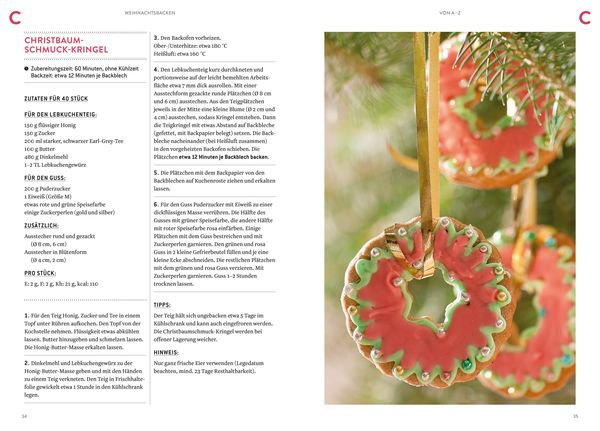 C
WEIHNACHTSBACKEN
VON A–Z
C
CHRISTBAUM-
SCHMUCK-KRINGEL
Zubereitungszeit: 60 Minuten, ohne Kühlzeit
Backzeit: etwa 12 Minuten je Backblech
ZUTATEN FÜR 40 STÜCK
FÜR DEN LEBKUCHENTEIG:
150 g flüssiger Honig
150 g Zucker
200 ml starker, schwarzer Earl-Grey-Tee
100 g Butter
480 g Dinkelmehl
1–2 TL Lebkuchengewürz
FÜR DEN GUSS:
200 g Puderzucker
1 Eiweiß (Größe M)
etwas rote und grüne Speisefarbe
einige Zuckerperlen (gold und silber)
ZUSÄTZLICH:
Ausstecher rund und gezackt
(Ø 8 cm, 6 cm)
Ausstecher in Blütenform
(Ø 4 cm, 2 cm)
PRO STÜCK:
E: 2 g, F: 2 g, Kh: 21 g, kcal: 110
1. Für den Teig Honig, Zucker und Tee in einem
Topf unter Rühren aufkochen. Den Topf von der
Kochstelle nehmen. Flüssigkeit etwas abkühlen
lassen. Butter hinzugeben und schmelzen lassen.
Die Honig-Butter-Masse erkalten lassen.
2. Dinkelmehl und Lebkuchengewürz zu der
Honig-Butter-Masse geben und mit den Händen
zu einem Teig verkneten. Den Teig in Frischhalte-
folie gewickelt etwa 1 Stunde in den Kühlschrank
legen.
3. Den Backofen vorheizen.
Ober-/Unterhitze: etwa 180 °C
Heißluft: etwa 160 °C
4. Den Lebkuchenteig kurz durchkneten und
portionsweise auf der leicht bemehlten Arbeits-
fläche etwa 7 mm dick ausrollen. Mit einer
Ausstechform gezackte runde Plätzchen (Ø 8 cm
und 6 cm) ausstechen. Aus den Teigplätzchen
jeweils in der Mitte eine kleine Blume (Ø 2 cm und
4 cm) ausstechen, sodass Kringel entstehen. Dann
die Teigkringel mit etwas Abstand auf Backbleche
(gefettet, mit Backpapier belegt) setzen. Die Back-
bleche nacheinander (bei Heißluft zusammen)
in den vorgeheizten Backofen schieben. Die
Plätzchen etwa 12 Minuten je Backblech backen.
5. Die Plätzchen mit dem Backpapier von den
Backblechen auf Kuchenroste ziehen und erkalten
lassen.
6. Für den Guss Puderzucker mit Eiweiß zu einer
dickflüssigen Masse verrühren. Die Hälfte des
Gusses mit grüner Speisefarbe, die andere Hälfte
mit roter Speisefarbe rosa einfärben. Einige
Plätzchen mit dem Guss bestreichen und mit
Zuckerperlen garnieren. Den grünen und rosa
Guss in 2 kleine Gefrierbeutel füllen und je eine
kleine Ecke abschneiden. Die restlichen Plätzchen
mit dem grünen und rosa Guss verzieren. Mit
Zuckerperlen garnieren. Guss 1–2 Stunden
trocknen lassen.
TIPPS:
Der Teig hält sich ungebacken etwa 5 Tage im
Kühlschrank und kann auch eingefroren werden.
Die Christbaumschmuck-Kringel werden bei
offener Lagerung weicher.
HINWEIS:
Nur ganz frische Eier verwenden (Legedatum
beachten, mind. 23 Tage Resthaltbarkeit).
34
35